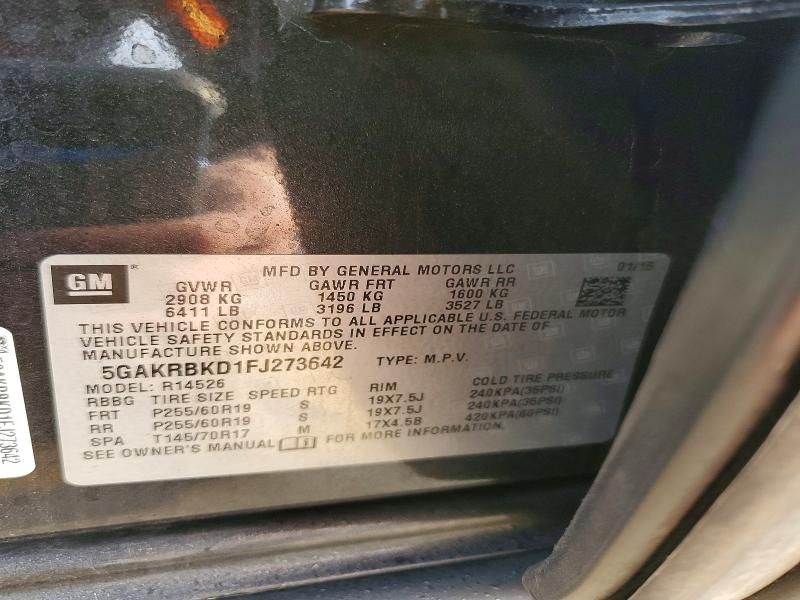 GM ®
MFD BY GENERAL MOTORS LLC 01/15
GVWR GAWR FRT GAWR RR
2908 KG 1450 KG 1600 KG
6411 LB 3196 LB 3527 LB
THIS VEHICLE CONFORMS TO ALL APPLICABLE U.S. FEDERAL MOTOR
VEHICLE SAFETY STANDARDS IN EFFECT ON THE DATE OF
MANUFACTURE SHOWN ABOVE.
5GAKRBKD1FJ273642 TYPE: M.P.V.
MODEL: R14526
RBBG TIRE SIZE SPEED RTG RIM COLD TIRE PRESSURE
FRT P255/60R19 S 19X7.5J 240KPA(35PSI)
RR P255/60R19 S 19X7.5J 240KPA(35PSI)
SPA T145/70R17 M 17X4.5B 420KPA(60PSI)
SEE OWNER'S MANUAL FOR MORE INFORMATION
5GAKRBKD1FJ273642